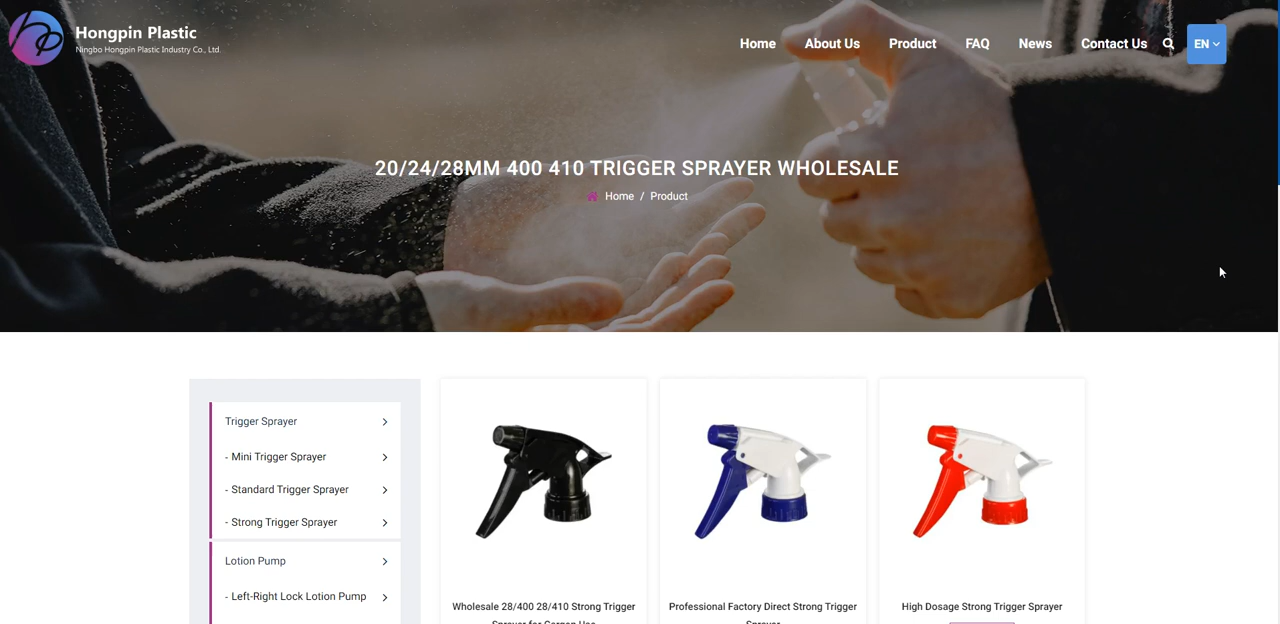 Hongpin Plastic
Ningbo Hongpin Plastic Industry Co., Ltd.
Home About Us Product FAQ News Contact Us EN
20/24/28MM 400 410 TRIGGER SPRAYER WHOLESALE
Home / Product
Trigger Sprayer
- Mini Trigger Sprayer
- Standard Trigger Sprayer
- Strong Trigger Sprayer
Lotion Pump
- Left-Right Lock Lotion Pump
Wholesale 28/400 28/410 Strong Trigger
Professional Factory Direct Strong Trigger
High Dosage Strong Trigger Sprayer